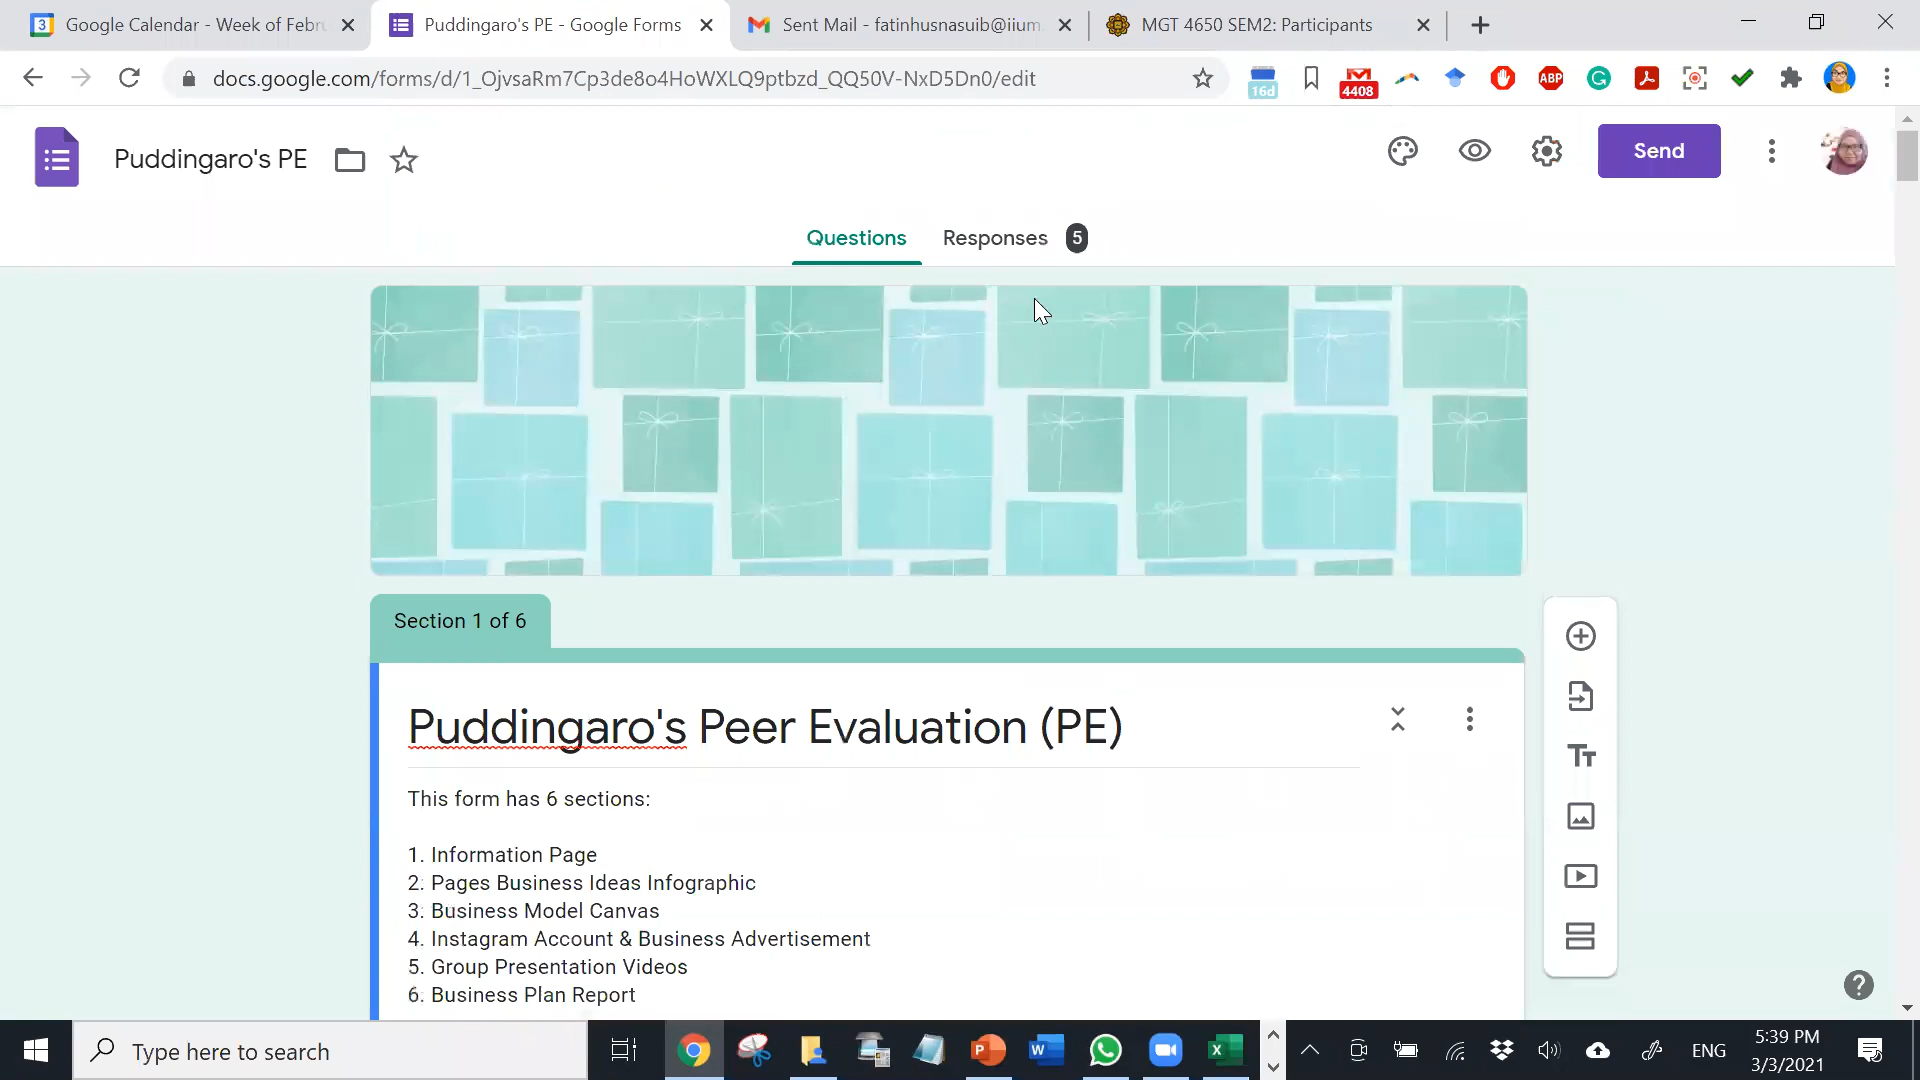 3
Google Calendar - Week of Febru
Puddingaro's PE - Google Forms
Sent Mail - fatinhusnasuib@iium.
MGT 4650 SEM2: Participants
docs.google.com/forms/d/1_OjvsaRm7Cp3de8o4HoWXLQ9ptbzd_QQ50V-NxD5Dn0/edit
16d
4408
ABP
Puddingaro's PE
Send
Questions
Responses 5
Section 1 of 6
Puddingaro's Peer Evaluation (PE)
This form has 6 sections:
1. Information Page
2. Pages Business Ideas Infographic
3. Business Model Canvas
4. Instagram Account & Business Advertisement
5. Group Presentation Videos
6. Business Plan Report
Type here to search
ENG
5:39 PM
3/3/2021